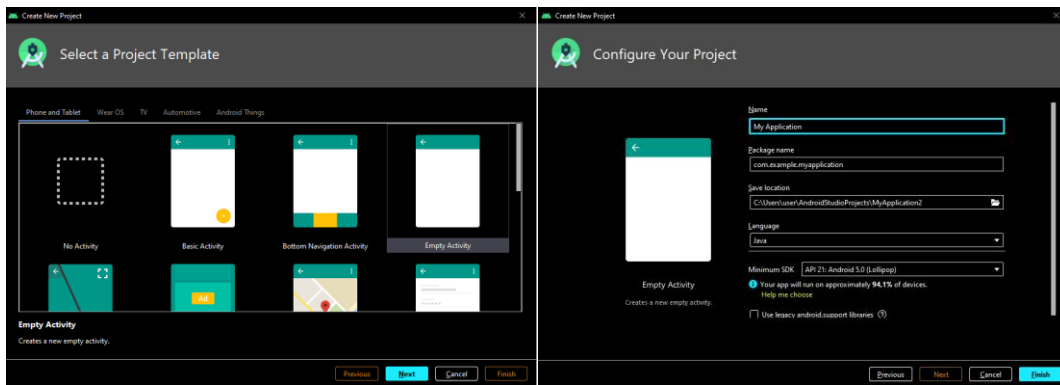 Create New Project
Select a Project Template
Phone and Tablet Wear OS TV Automotive Android Things
No Activity Basic Activity Bottom Navigation Activity Empty Activity
Ad
Empty Activity
Creates a new empty activity.
Previous Next Cancel Finish
Create New Project
Configure Your Project
Name
My Application
Package name
com.example.myapplication
Save location
C:\Users\user\AndroidStudioProjects\MyApplication2
Language
Java
Minimum SDK API 21: Android 5.0 (Lollipop)
Your app will run on approximately 94,1% of devices.
Help me choose
Use legacy android.support libraries
Empty Activity
Creates a new empty activity.
Previous Next Cancel Finish